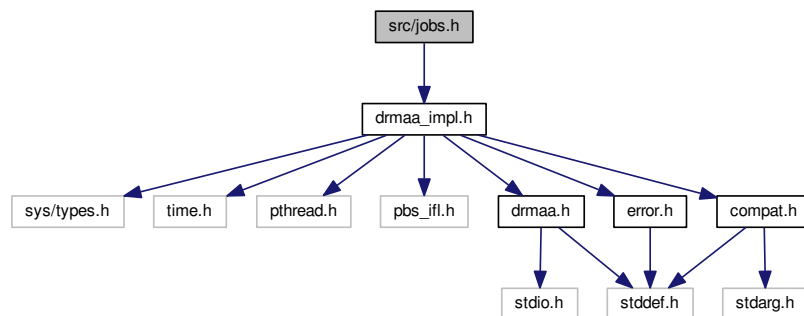 src/jobs.h
drmaa_impl.h
sys/types.h
time.h
pthread.h
pbs_ifl.h
drmaa.h
error.h
compat.h
stdio.h
stddef.h
stdarg.h